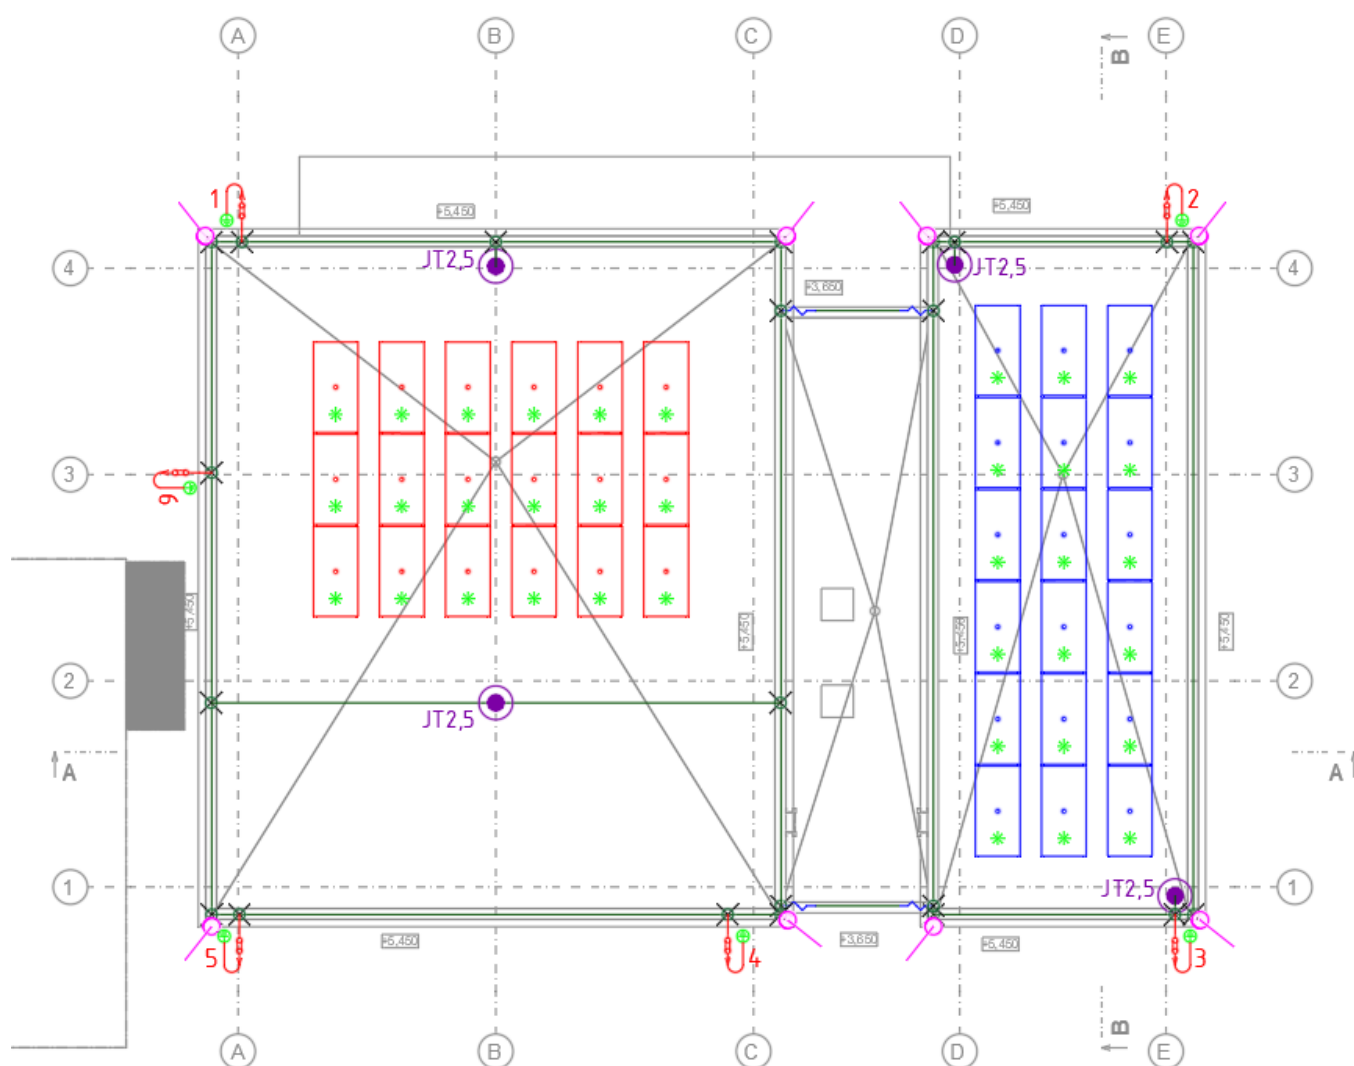 A B C D E
B
1 2
+5,450 +5,450
4 JT2,5 JT2,5 4
+3,650
3 3
6
+5,450 +5,450 +5,450 +5,450
2 2
JT2,5
A A
1 JT2,5 1
5 4 3
+5,450 +3,650 +5,450
B
A B C D E